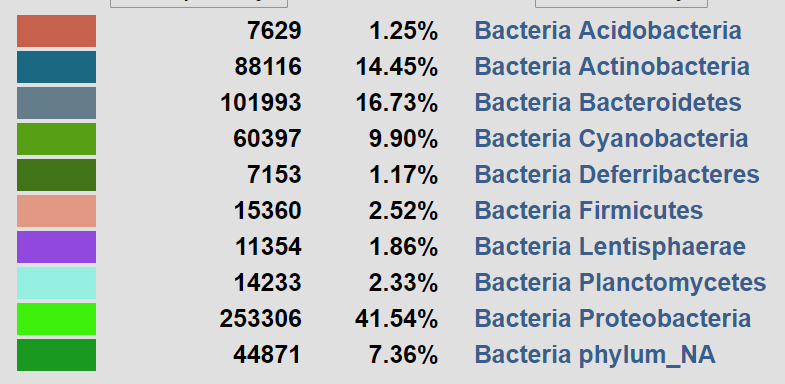 7629 1.25% Bacteria Acidobacteria
88116 14.45% Bacteria Actinobacteria
101993 16.73% Bacteria Bacteroidetes
60397 9.90% Bacteria Cyanobacteria
7153 1.17% Bacteria Deferribacteres
15360 2.52% Bacteria Firmicutes
11354 1.86% Bacteria Lentisphaerae
14233 2.33% Bacteria Planctomycetes
253306 41.54% Bacteria Proteobacteria
44871 7.36% Bacteria phylum_NA